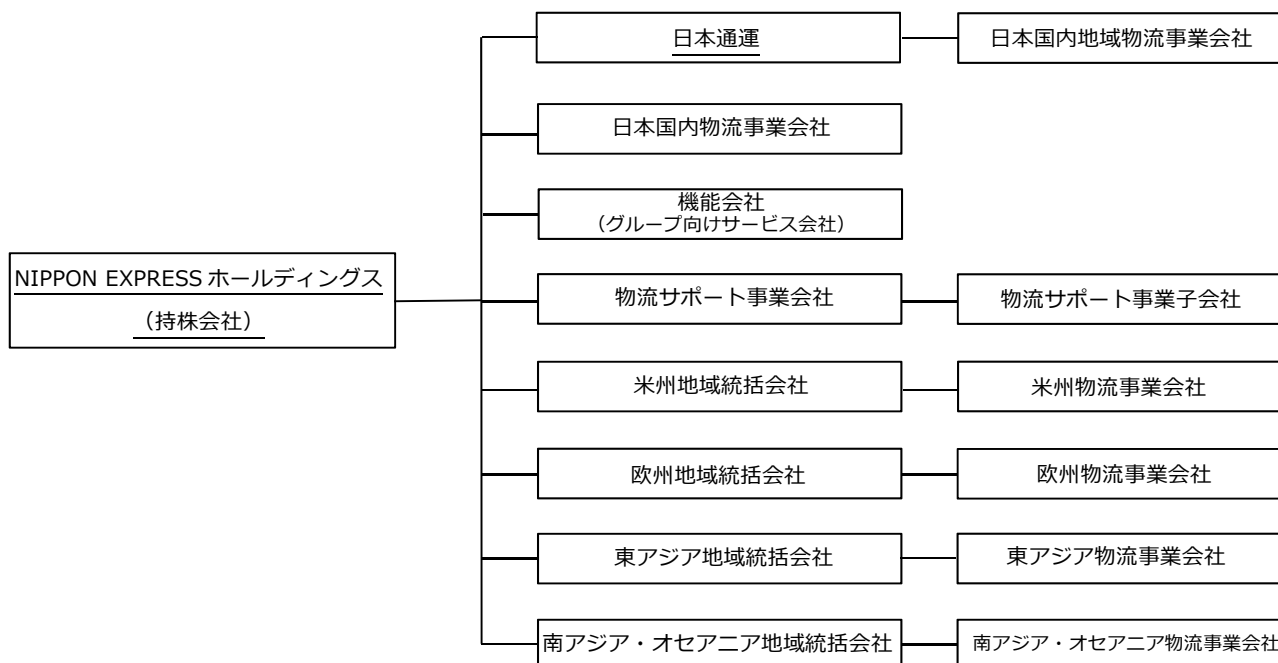 日本通運
日本国内地域物流事業会社
日本国内物流事業会社
機能会社
（グループ向けサービス会社）
NIPPON EXPRESS ホールディングス
（持株会社）
物流サポート事業会社
物流サポート事業子会社
米州地域統括会社
米州物流事業会社
欧州地域統括会社
欧州物流事業会社
東アジア地域統括会社
東アジア物流事業会社
南アジア・オセアニア地域統括会社
南アジア・オセアニア物流事業会社